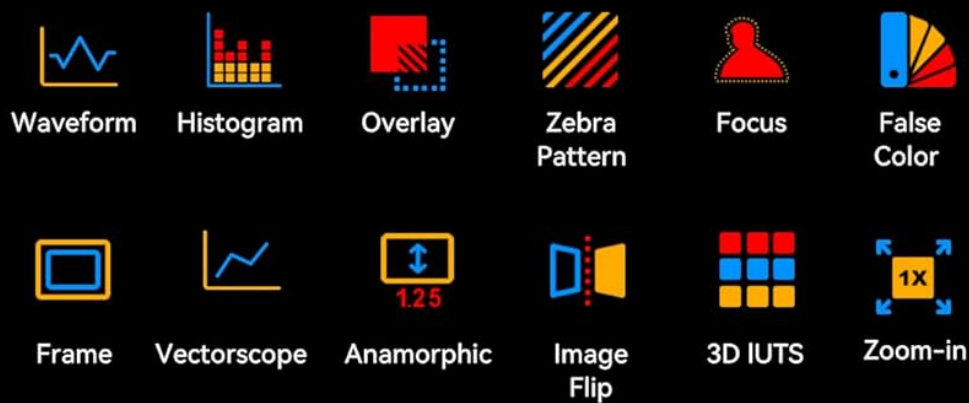 Waveform
Histogram
Overlay
Zebra
Pattern
Focus
False
Color
1.25
1X
Frame
Vectorscope
Anamorphic
Image
Flip
3D IUTS
Zoom-in